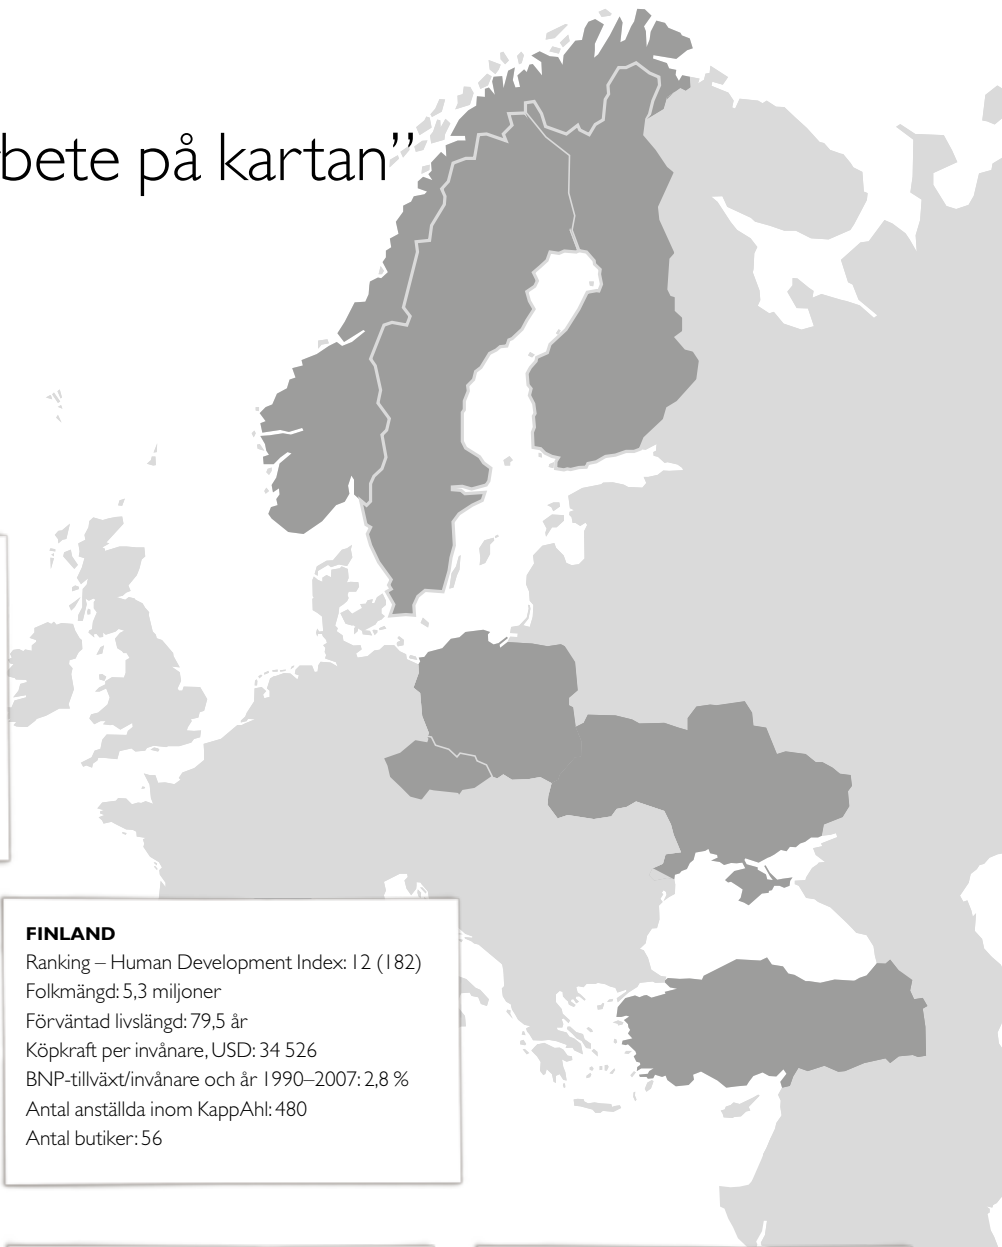 bete på kartan”
FINLAND
Ranking – Human Development Index: 12 (182)
Folkmängd: 5,3 miljoner
Förväntad livslängd: 79,5 år
Köpkraft per invånare, USD: 34 526
BNP-tillväxt/invånare och år 1990–2007: 2,8 %
Antal anställda inom KappAhl: 480
Antal butiker: 56